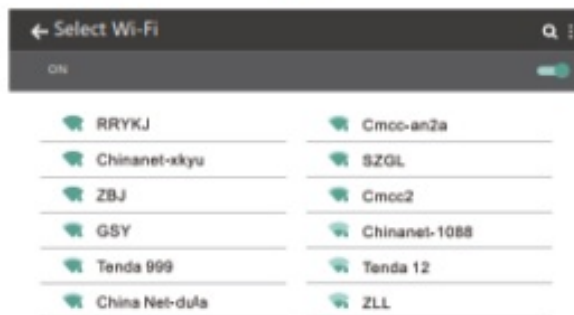 Select Wi-Fi
ON
RRYKJ
Chinanet-xkyu
ZBJ
GSY
Tenda 999
China Net-dula
Cmcc-an2a
SZGL
Cmcc2
Chinanet-1088
Tenda 12
ZLL